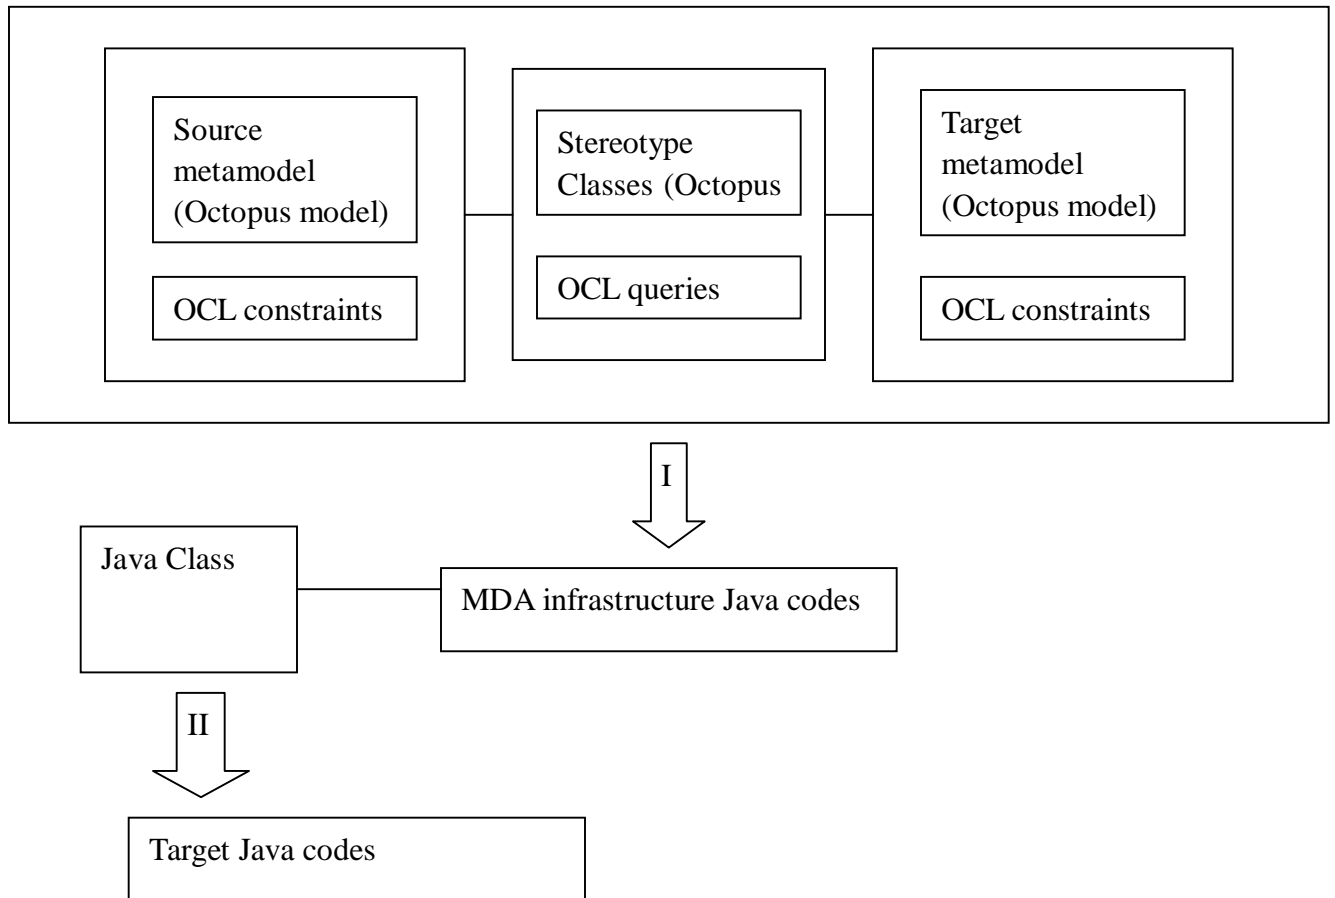 Source
metamodel
(Octopus model)
OCL constraints
Stereotype
Classes (Octopus
OCL queries
Target
metamodel
(Octopus model)
OCL constraints
I
Java Class
MDA infrastructure Java codes
II
Target Java codes